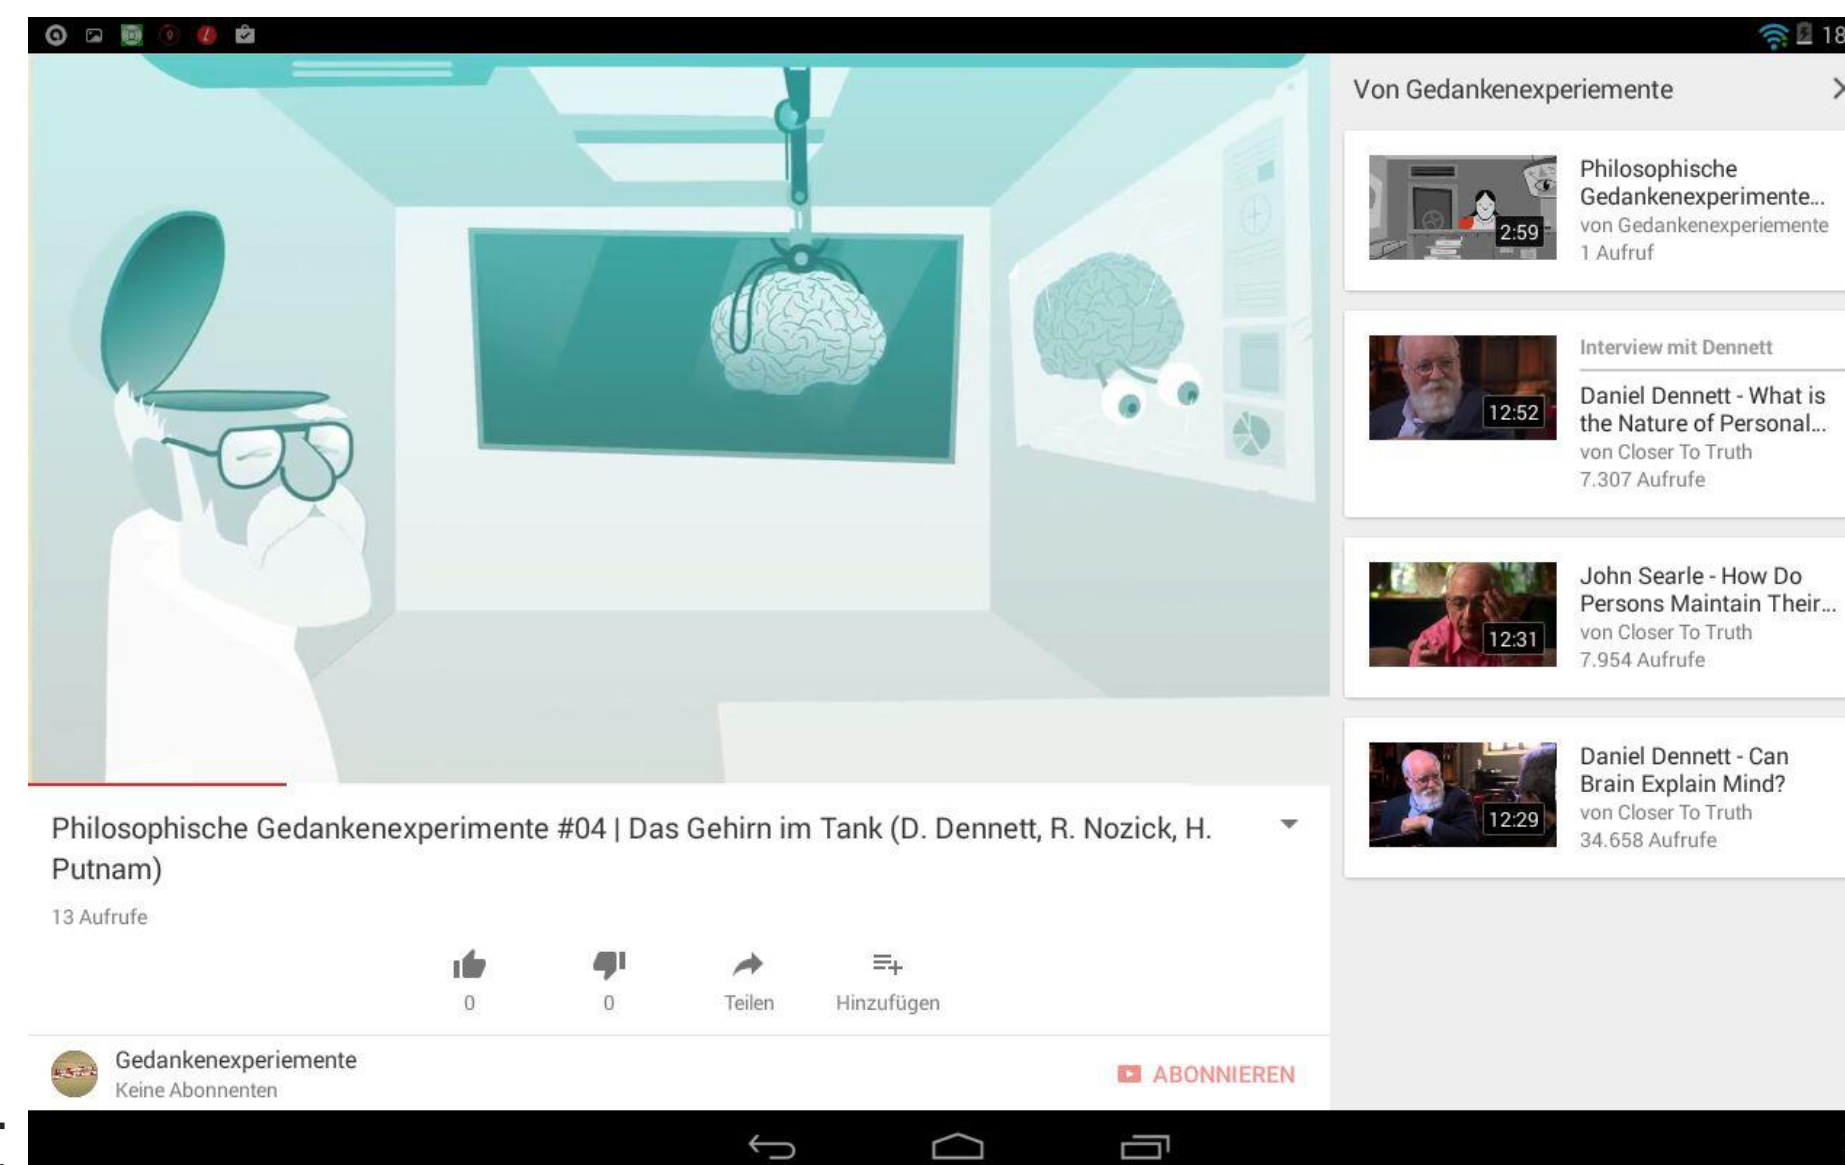 18
Philosophische Gedankenexperimente #04 | Das Gehirn im Tank (D. Dennett, R. Nozick, H.
Putnam)
13 Aufrufe
0
0
Teilen
Hinzufügen
Gedankenexperiemente
Keine Abonnenten
ABONNIEREN
Von Gedankenexperiemente
2:59
Philosophische
Gedankenexperimente...
von Gedankenexperiemente
1 Aufruf
Interview mit Dennett
12:52
Daniel Dennett - What is
the Nature of Personal...
von Closer To Truth
7.307 Aufrufe
12:31
John Searle - How Do
Persons Maintain Their...
von Closer To Truth
7.954 Aufrufe
12:29
Daniel Dennett - Can
Brain Explain Mind?
von Closer To Truth
34.658 Aufrufe